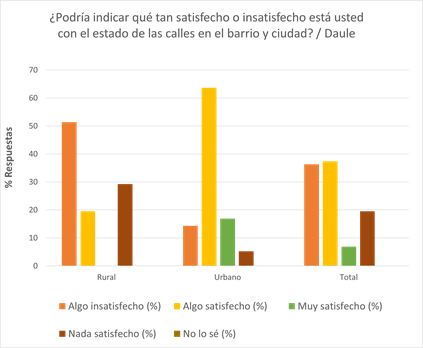 ¿Podría indicar qué tan satisfecho o insatisfecho está usted
con el estado de las calles en el barrio y ciudad? / Daule
% Respuestas
70
60
50
40
30
20
10
0
Rural Urbano Total
Algo insatisfecho (%) Algo satisfecho (%) Muy satisfecho (%)
Nada satisfecho (%) No lo sé (%)